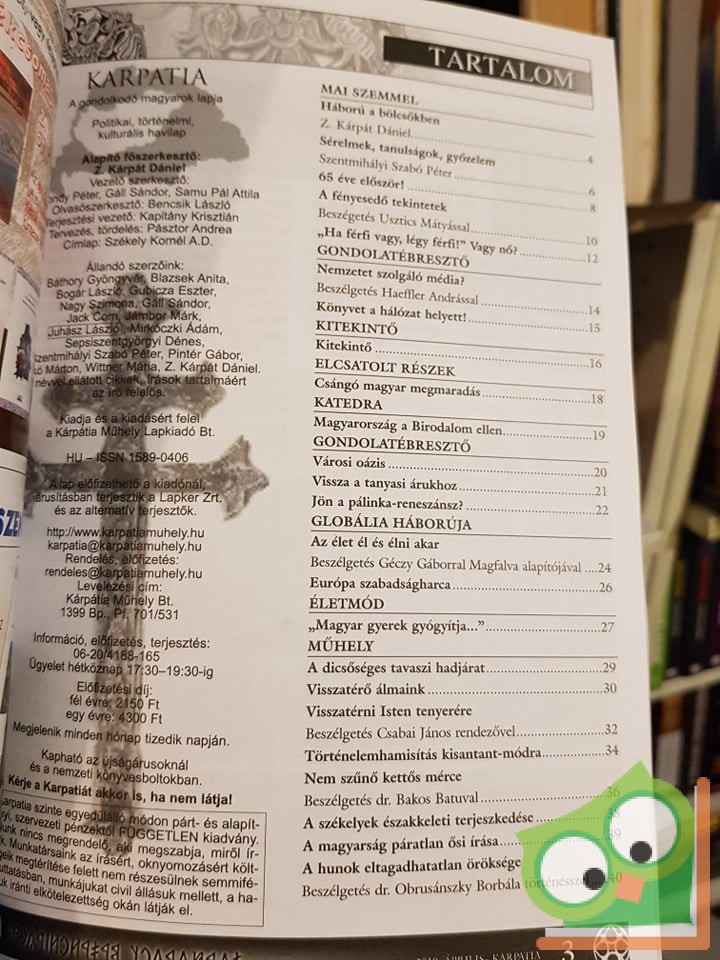 KARPATIA
A gondolkodó magyarok lapja
Politikai, történelmi,
kulturális havilap
Alapító főszerkesztő:
Z. Kárpát Dániel
Vezető szerkesztő:
Péter, Gáll Sándor, Samu Pál Attila
Olvasószerkesztő: Bencsik László
Terjesztési vezető: Kapitány Krisztián
Tervezés, tördelés: Pásztor Andrea
Címlap: Székely Kornél A.D.
Állandó szerzőink:
Báthory Gyöngyvér, Blazsek Anita,
Bogár László, Gubicza Eszter,
Nagy Szimona, Gáll Sándor,
Jack Com, Jámbor Márk,
Juhász László, Mirkóczki Ádám,
Sepsiszentgyörgyi Dénes,
Szentmihályi Szabó Péter, Pintér Gábor,
Márton, Wittner Mária, Z. Kárpát Dániel.
névvel ellátott cikkek, írások tartalmáért
az író felelős.
Kiadja és a kiadásért felel
a Kárpátia Műhely Lapkiadó Bt.
HU – ISSN 1589-0406
A lap előfizethető a kiadónál,
árusításban terjesztik a Lapker Zrt.
és az alternatív terjesztők.
http://www.karpatiamuhely.hu
karpatia@karpatiamuhely.hu
Rendelés, előfizetés:
rendeles@karpatiamuhely.hu
Levelezési cím:
Kárpátia Műhely Bt.
1399 Bp., Pf. 701/531
Információ, előfizetés, terjesztés:
06-20/4188-165
Ügyelet hétköznap 17:30–19:30-ig
Előfizetési díj:
fél évre: 2150 Ft
egy évre: 4300 Ft
Megjelenik minden hónap tizedik napján.
Kapható az újságárusoknál
és a nemzeti könyvesboltokban.
Kérje a Karpatiát akkor is, ha nem látja!
Karpatia szinte egyedülálló módon párt- és alapít-
szervezeti pénzektől FÜGGETLEN kiadvány.
nincs megrendelő, aki megszabja, miről ír-
Munkatársaink az írásért, oknyomozásért költ-
megtérítése felett nem részesülnek semmifé-
juttatásban, munkájukat civil állásuk mellett, a ha-
iránti elkötelezettség okán látják el.
TARTALOM
MAI SZEMMEL
Háború a bölcsőkben
Z. Kárpát Dániel 4
Sérelmek, tanulságok, győzelem
Szentmihályi Szabó Péter 6
65 éve először! 8
A fényesedő tekintetek
Beszélgetés Usztics Mátyással 10
„Ha férfi vagy, légy férfi!” Vagy nő? 12
GONDOLATÉBRESZTŐ
Nemzetet szolgáló média?
Beszélgetés Haeffler Andrással 14
Könyvet a hálózat helyett! 15
KITEKINTŐ
Kitekintő 16
ELCSATOLT RÉSZEK
Csángó magyar megmaradás 18
KATEDRA
Magyarország a Birodalom ellen 19
GONDOLATÉBRESZTŐ
Városi oázis 20
Vissza a tanyasi árukhoz 21
Jön a pálinka-reneszánsz? 22
GLOBÁLIA HÁBORÚJA
Az élet él és élni akar
Beszélgetés Géczy Gáborral Magfalva alapítójával 24
Európa szabadságharca 26
ÉLETMÓD
„Magyar gyerek gyógyítja...” 27
MŰHELY
A dicsőséges tavaszi hadjárat 29
Visszatérő álmaink 30
Visszatérni Isten tenyerére
Beszélgetés Csabai János rendezővel 32
Történelemhamisítás kisantant-módra 34
Nem szűnő kettős mérce
Beszélgetés dr. Bakos Batuval 36
A székelyek északkeleti terjeszkedése 38
A magyarság páratlan ősi írása 39
A hunok eltagadhatatlan öröksége
Beszélgetés dr. Obrusánszky Borbála történésszel 40
ÁPRILIS, KARPATIA 3